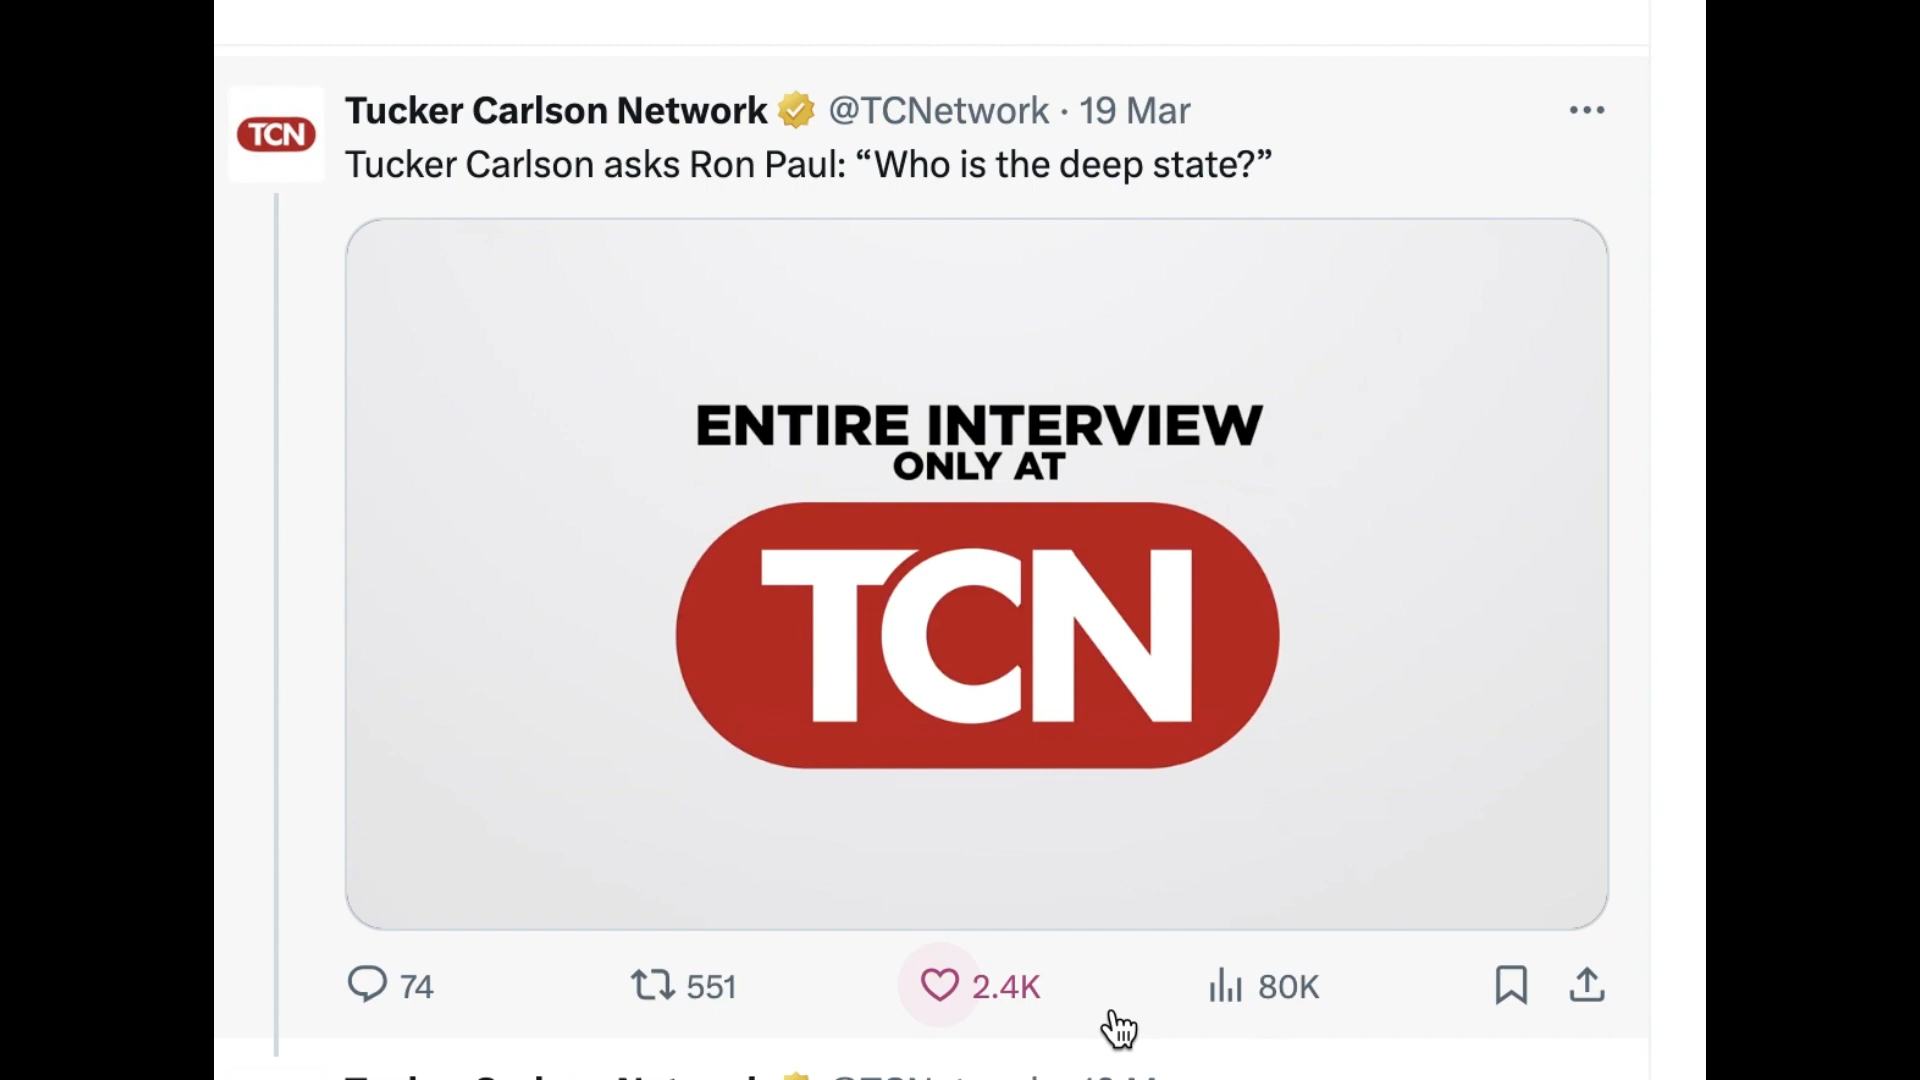 TCN
Tucker Carlson Network @TCNetwork · 19 Mar
Tucker Carlson asks Ron Paul: “Who is the deep state?”
ENTIRE INTERVIEW
ONLY AT
TCN
74 551 2.4K 80K